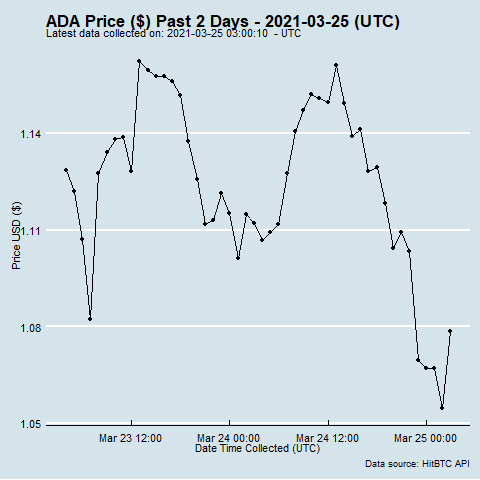 ADA Price ($) Past 2 Days - 2021-03-25 (UTC)
Latest data collected on: 2021-03-25 03:00:10 - UTC
1.14
1.11
1.08
1.05
Price USD ($)
Mar 23 12:00 Mar 24 00:00 Mar 24 12:00 Mar 25 00:00
Date Time Collected (UTC)
Data source: HitBTC API